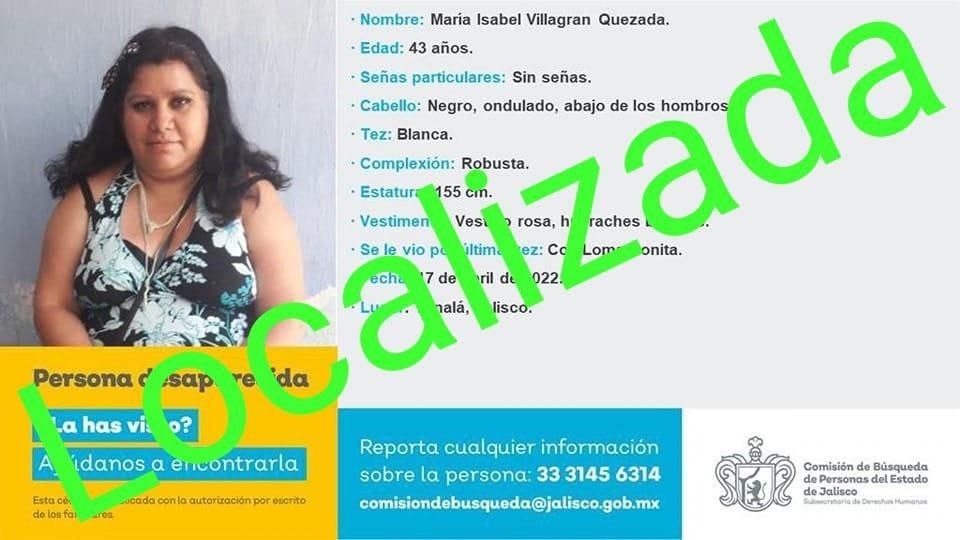 · Nombre: María Isabel Villagran Quezada.
· Edad: 43 años.
· Señas particulares: Sin señas.
· Cabello: Negro, ondulado, abajo de los hombros
· Tez: Blanca.
· Complexión: Robusta.
· Estatura 155 cm.
· Vestimenta: Vestido rosa, huaraches
· Se le vio por última vez: Col. Loma Bonita.
· Fecha: 17 de abril de 2022.
· Lugar: Tonalá, Jalisco.
Localizada
Persona desaparecida
¿La has visto?
Ayúdanos a encontrarla
Esta cédula publicada con la autorización por escrito
de los familiares.
Reporta cualquier información
sobre la persona: 33 3145 6314
comisiondebusqueda@jalisco.gob.mx
Comisión de Búsqueda
de Personas del Estado
de Jalisco
Subsecretaría de Derechos Humanos